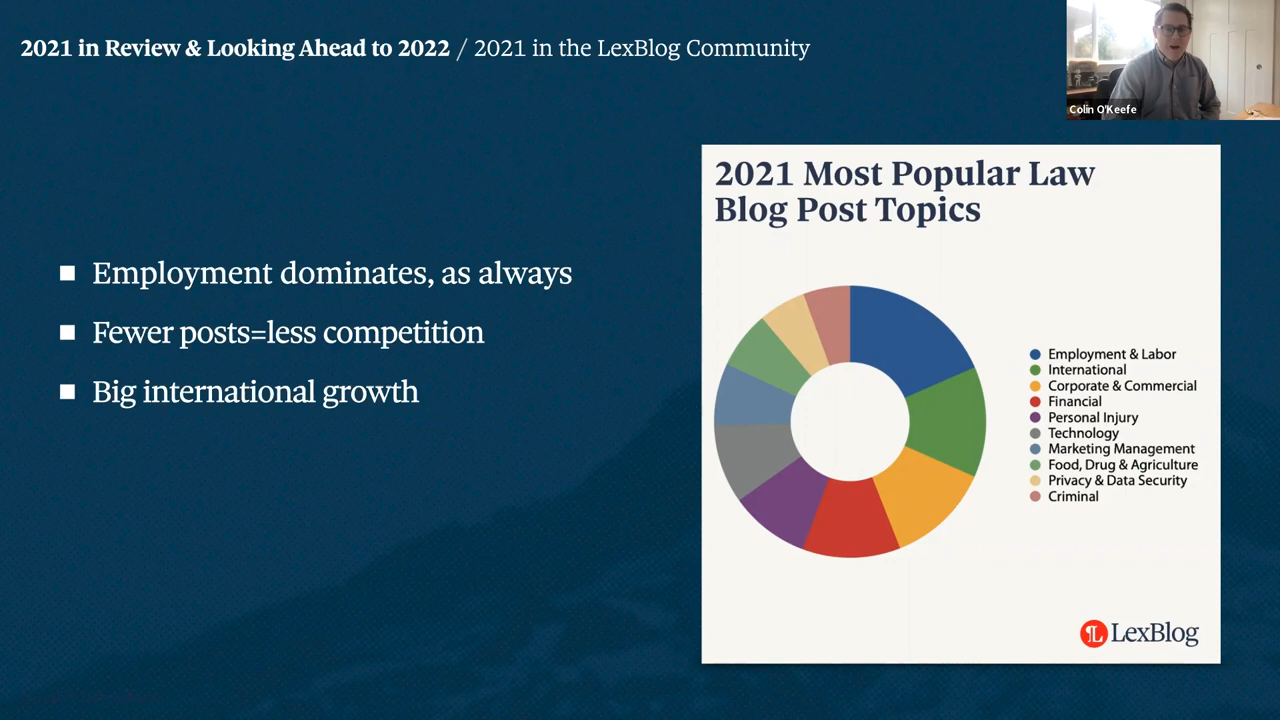 2021 in Review & Looking Ahead to 2022 / 2021 in the LexBlog Community
Colin O'Keefe
■ Employment dominates, as always
■ Fewer posts=less competition
■ Big international growth
2021 Most Popular Law
Blog Post Topics
Employment & Labor
International
Corporate & Commercial
Financial
Personal Injury
Technology
Marketing Management
Food, Drug & Agriculture
Privacy & Data Security
Criminal
LexBlog